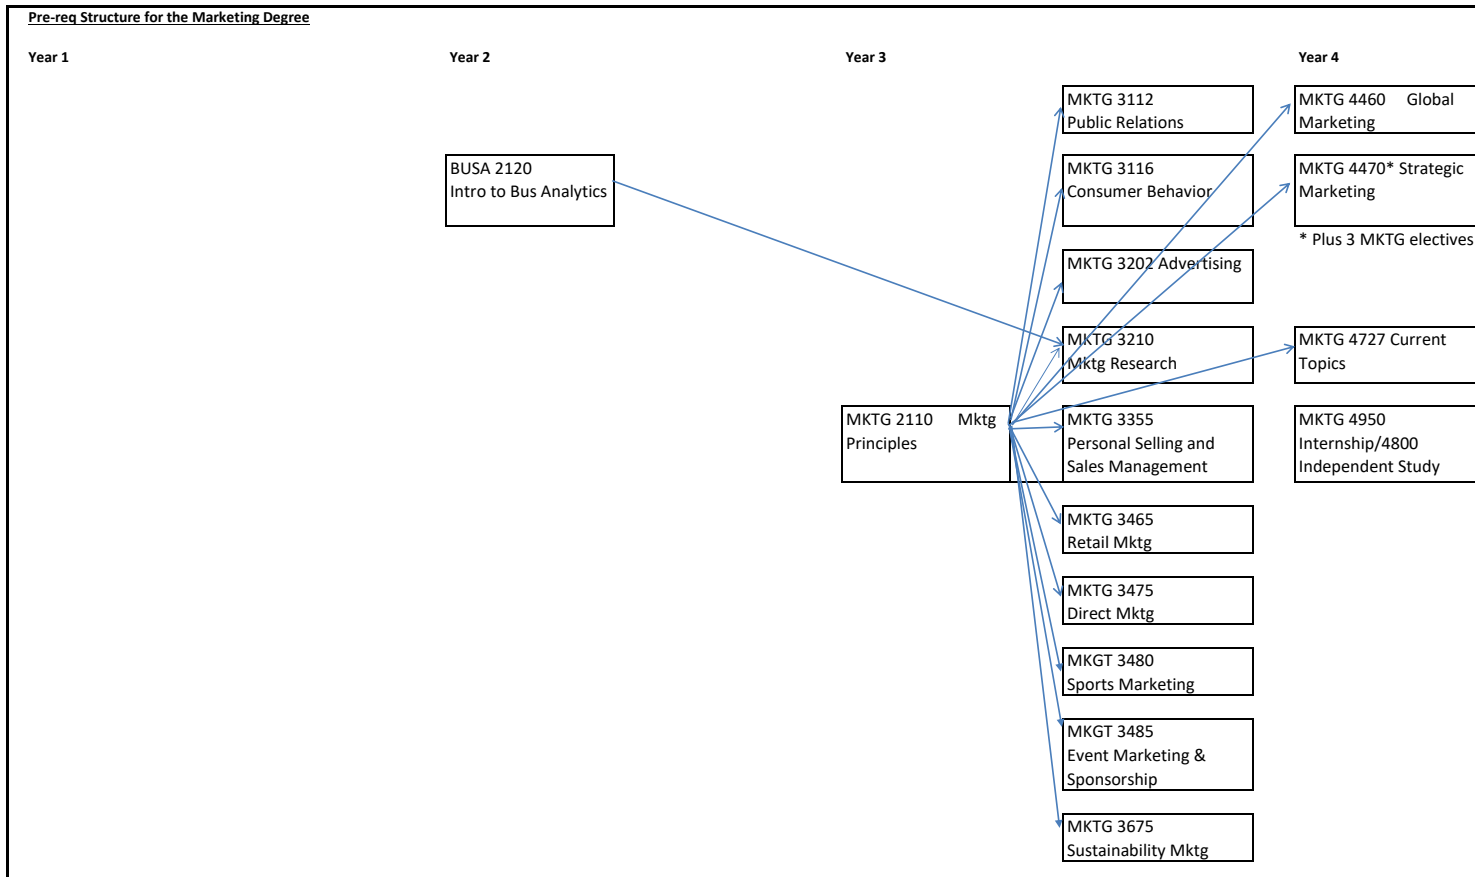 Pre-req Structure for the Marketing Degree
Year 1
Year 2
Year 3
Year 4
BUSA 2120
Intro to Bus Analytics
MKTG 2110 Mktg
Principles
MKTG 3112
Public Relations
MKTG 3116
Consumer Behavior
MKTG 3202 Advertising
MKTG 3210
Mktg Research
MKTG 3355
Personal Selling and
Sales Management
MKTG 3465
Retail Mktg
MKTG 3475
Direct Mktg
MKGT 3480
Sports Marketing
MKGT 3485
Event Marketing &
Sponsorship
MKTG 3675
Sustainability Mktg
MKTG 4460 Global
Marketing
MKTG 4470* Strategic
Marketing
* Plus 3 MKTG electives
MKTG 4727 Current
Topics
MKTG 4950
Internship/4800
Independent Study